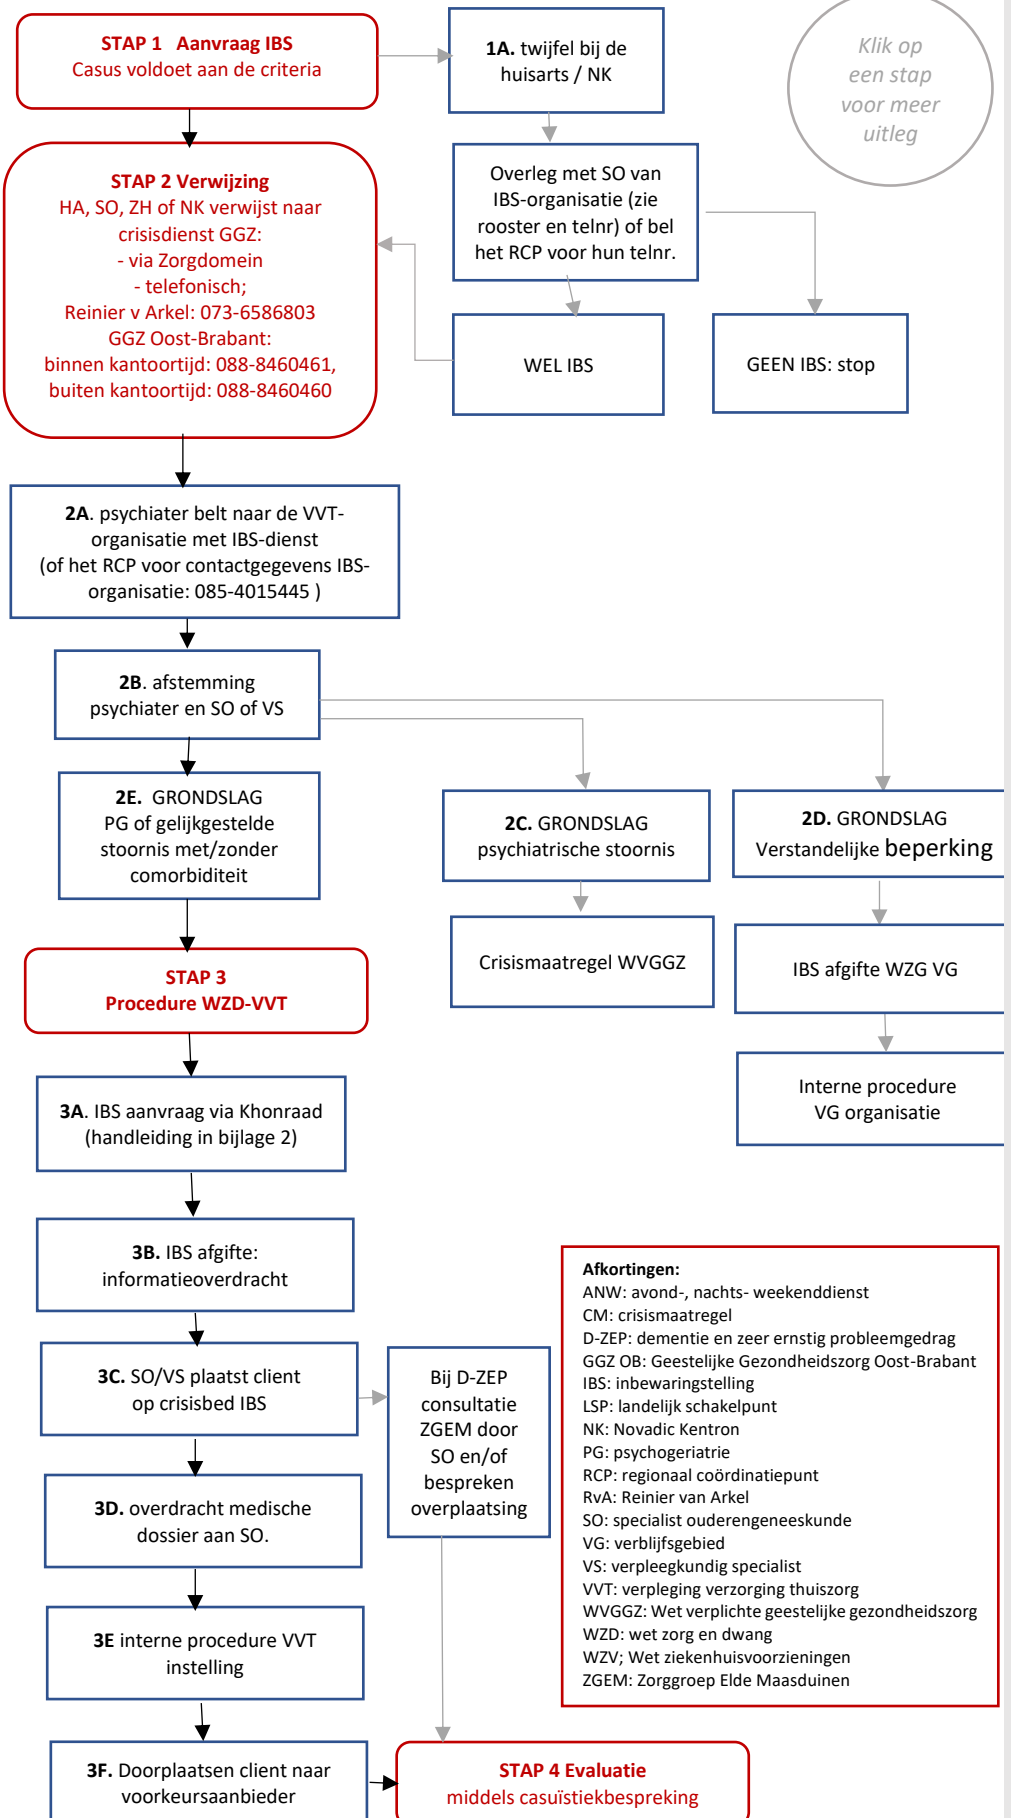 STAP 1   Aanvraag IBS
Casus voldoet aan de criteria
1A. twijfel bij de
huisarts / NK
Klik op
een stap
voor meer
uitleg
STAP 2 Verwijzing
HA, SO, ZH of NK verwijst naar
crisisdienst GGZ:
- via Zorgdomein
- telefonisch;
Reinier v Arkel: 073-6586803
GGZ Oost-Brabant:
binnen kantoortijd: 088-8460461,
buiten kantoortijd: 088-8460460
Overleg met SO van
IBS-organisatie (zie
rooster en telnr) of bel
het RCP voor hun telnr.
WEL IBS
GEEN IBS: stop
2A. psychiater belt naar de VVT-
organisatie met IBS-dienst
(of het RCP voor contactgegevens IBS-
organisatie: 085-4015445 )
2B. afstemming
psychiater en SO of VS
2E.  GRONDSLAG
PG of gelijkgestelde
stoornis met/zonder
comorbiditeit
2C. GRONDSLAG
psychiatrische stoornis
2D. GRONDSLAG
Verstandelijke beperking
Crisismaatregel WVGGZ
IBS afgifte WZG VG
Interne procedure
VG organisatie
STAP 3
Procedure WZD-VVT
3A. IBS aanvraag via Khonraad
(handleiding in bijlage 2)
3B. IBS afgifte:
informatieoverdracht
3C. SO/VS plaatst client
op crisisbed IBS
Bij D-ZEP
consultatie
ZGEM door
SO en/of
bespreken
overplaatsing
3D. overdracht medische
dossier aan SO.
3E interne procedure VVT
instelling
3F. Doorplaatsen client naar
voorkeursaanbieder
STAP 4 Evaluatie
middels casuïstiekbespreking
Afkortingen:
ANW: avond-, nachts- weekenddienst
CM: crisismaatregel
D-ZEP: dementie en zeer ernstig probleemgedrag
GGZ OB: Geestelijke Gezondheidszorg Oost-Brabant
IBS: inbewaringstelling
LSP: landelijk schakelpunt
NK: Novadic Kentron
PG: psychogeriatrie
RCP: regionaal coördinatiepunt
RvA: Reinier van Arkel
SO: specialist ouderengeneeskunde
VG: verblijfsgebied
VS: verpleegkundig specialist
VVT: verpleging verzorging thuiszorg
WVGGZ: Wet verplichte geestelijke gezondheidszorg
WZD: wet zorg en dwang
WZV; Wet ziekenhuisvoorzieningen
ZGEM: Zorggroep Elde Maasduinen